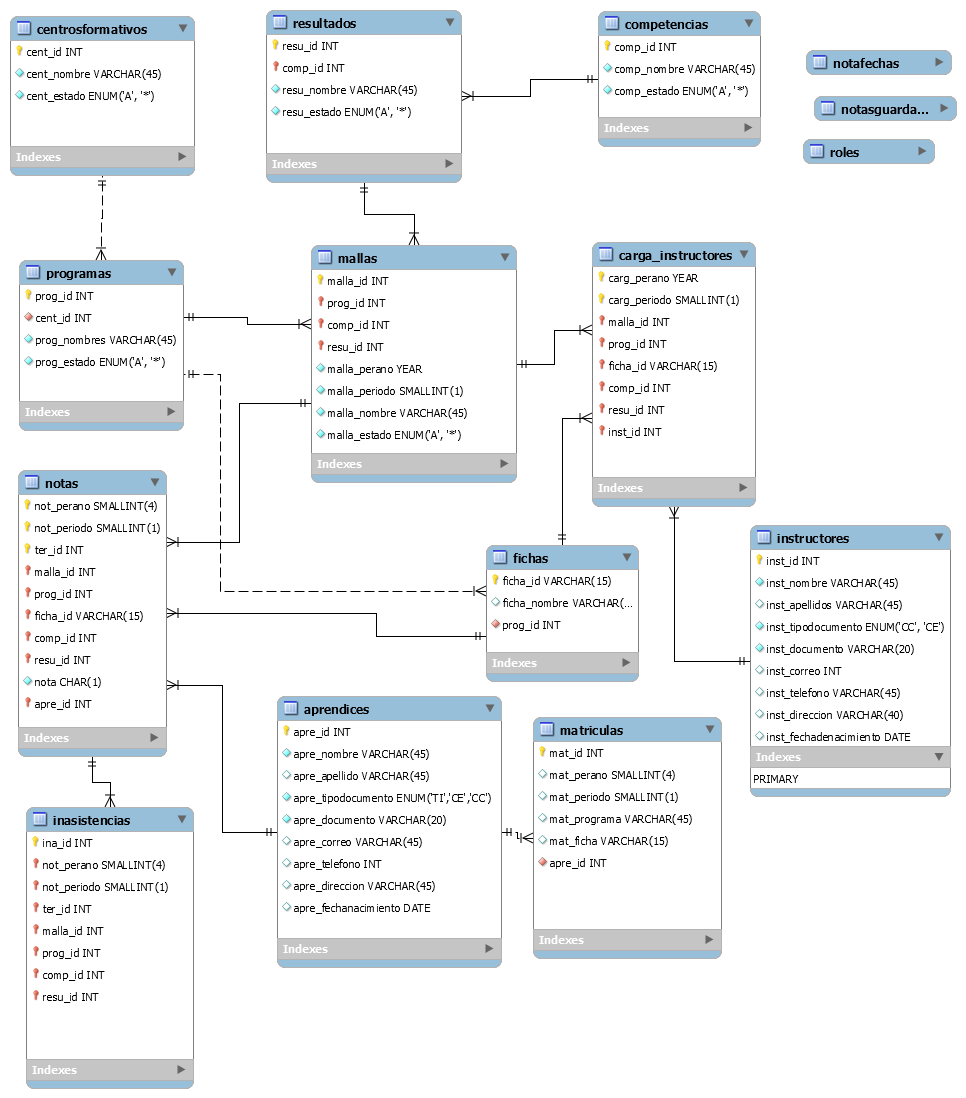 centrosformativos
cent_id INT
cent_nombre VARCHAR(45)
cent_estado ENUM('A', '*')
Indexes
resultados
resu_id INT
comp_id INT
resu_nombre VARCHAR(45)
resu_estado ENUM('A', '*')
Indexes
competencias
comp_id INT
comp_nombre VARCHAR(45)
comp_estado ENUM('A', '*')
Indexes
notafechas
notasguarda...
roles
programas
prog_id INT
cent_id INT
prog_nombres VARCHAR(45)
prog_estado ENUM('A', '*')
Indexes
mallas
malla_id INT
prog_id INT
comp_id INT
resu_id INT
malla_perano YEAR
malla_periodo SMALLINT(1)
malla_nombre VARCHAR(45)
malla_estado ENUM('A', '*')
Indexes
carga_instructores
carg_perano YEAR
carg_periodo SMALLINT(1)
malla_id INT
prog_id INT
ficha_id VARCHAR(15)
comp_id INT
resu_id INT
inst_id INT
Indexes
notas
not_perano SMALLINT(4)
not_periodo SMALLINT(1)
ter_id INT
malla_id INT
prog_id INT
ficha_id VARCHAR(15)
comp_id INT
resu_id INT
nota CHAR(1)
apre_id INT
Indexes
fichas
ficha_id VARCHAR(15)
ficha_nombre VARCHAR(...
prog_id INT
Indexes
instructores
inst_id INT
inst_nombre VARCHAR(45)
inst_apellidos VARCHAR(45)
inst_tipodocumento ENUM('CC', 'CE')
inst_documento VARCHAR(20)
inst_correo INT
inst_telefono VARCHAR(45)
inst_direccion VARCHAR(40)
inst_fechadenacimiento DATE
Indexes
PRIMARY
aprendices
apre_id INT
apre_nombre VARCHAR(45)
apre_apellido VARCHAR(45)
apre_tipodocumento ENUM('TI','CE','CC')
apre_documento VARCHAR(20)
apre_correo VARCHAR(45)
apre_telefono INT
apre_direccion VARCHAR(45)
apre_fechanacimiento DATE
Indexes
matriculas
mat_id INT
mat_perano SMALLINT(4)
mat_periodo SMALLINT(1)
mat_programa VARCHAR(45)
mat_ficha VARCHAR(15)
apre_id INT
Indexes
inasistencias
ina_id INT
not_perano SMALLINT(4)
not_periodo SMALLINT(1)
ter_id INT
malla_id INT
prog_id INT
comp_id INT
resu_id INT
Indexes